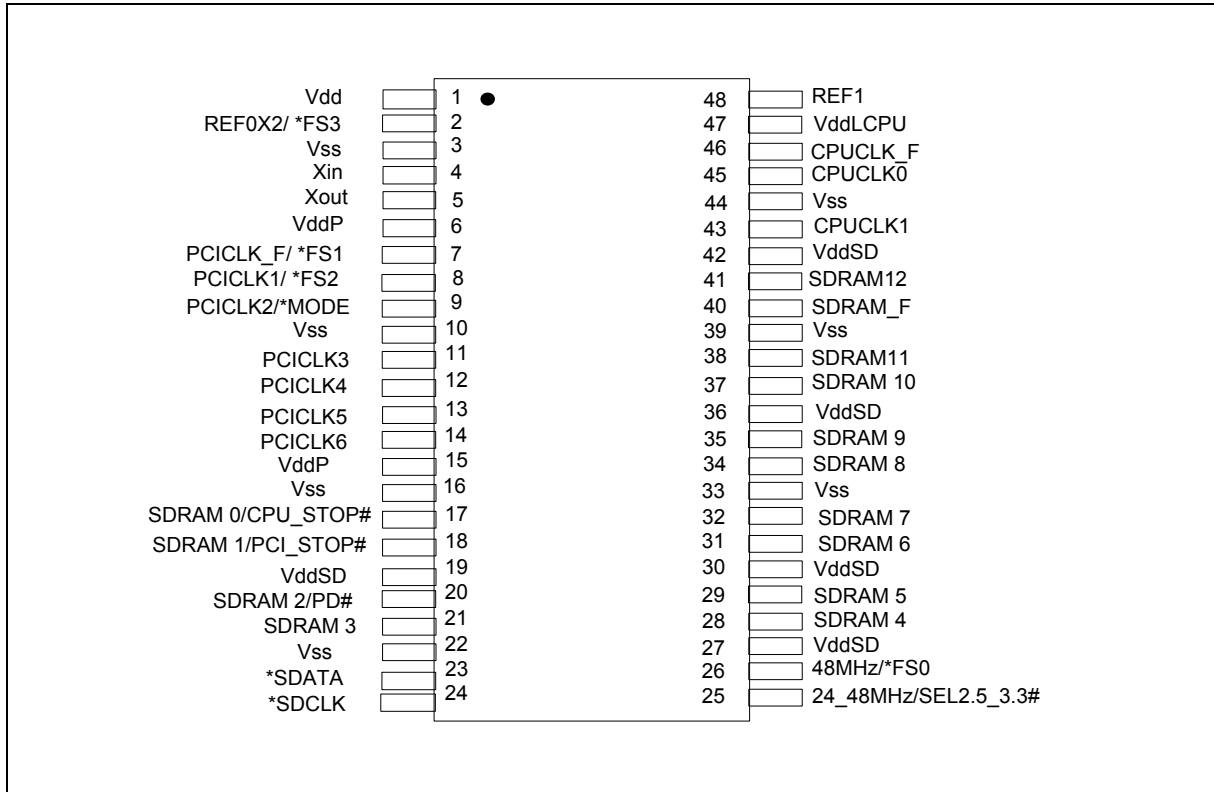 Vdd 1 48 REF1
REF0X2/ *FS3 2 47 VddLCPU
Vss 3 46 CPUCLK_F
Xin 4 45 CPUCLK0
Xout 5 44 Vss
VddP 6 43 CPUCLK1
PCICLK_F/ *FS1 7 42 VddSD
PCICLK1/ *FS2 8 41 SDRAM12
PCICLK2/*MODE 9 40 SDRAM_F
Vss 10 39 Vss
PCICLK3 11 38 SDRAM11
PCICLK4 12 37 SDRAM 10
PCICLK5 13 36 VddSD
PCICLK6 14 35 SDRAM 9
VddP 15 34 SDRAM 8
Vss 16 33 Vss
SDRAM 0/CPU_STOP# 17 32 SDRAM 7
SDRAM 1/PCI_STOP# 18 31 SDRAM 6
VddSD 19 30 VddSD
SDRAM 2/PD# 20 29 SDRAM 5
SDRAM 3 21 28 SDRAM 4
Vss 22 27 VddSD
*SDATA 23 26 48MHz/*FS0
*SDCLK 24 25 24_48MHz/SEL2.5_3.3#